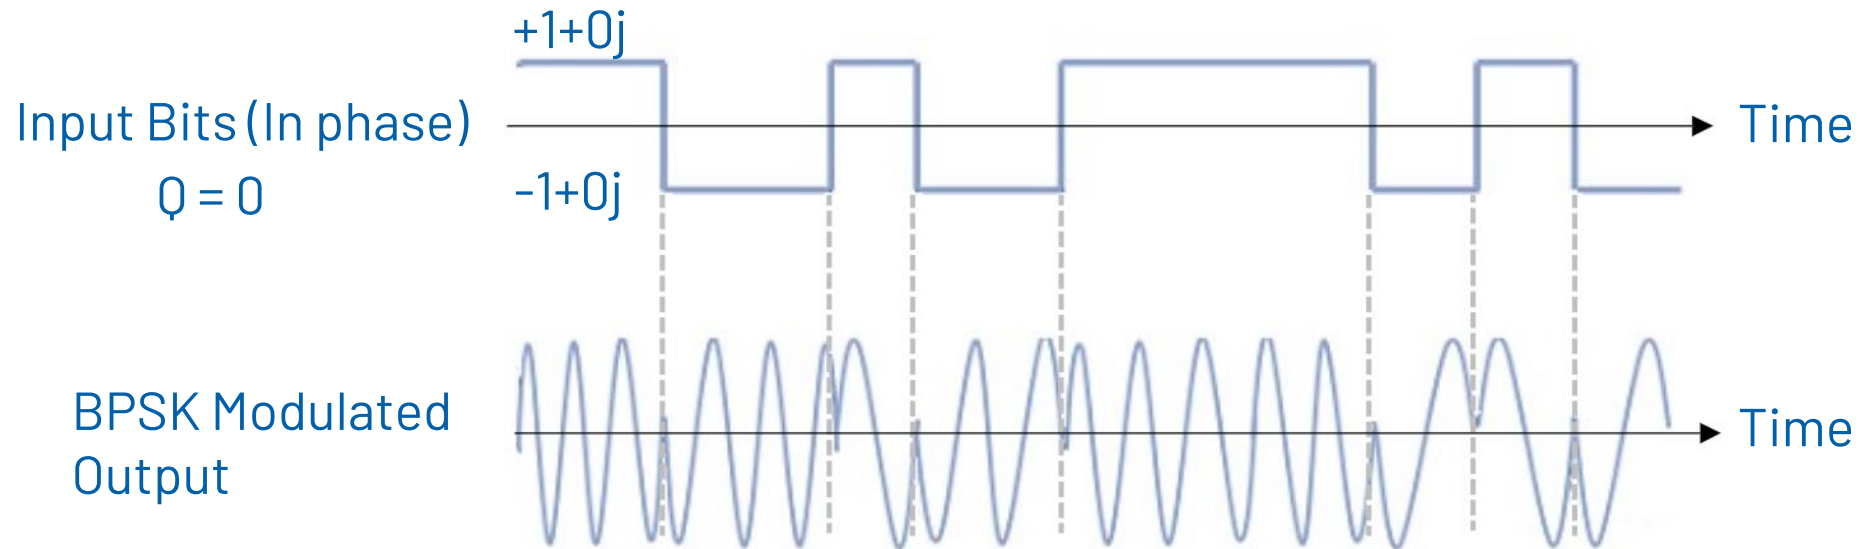 +1+0j
Input Bits (In phase)
Time
Q = 0
-1+0j
BPSK Modulated
Output
Time